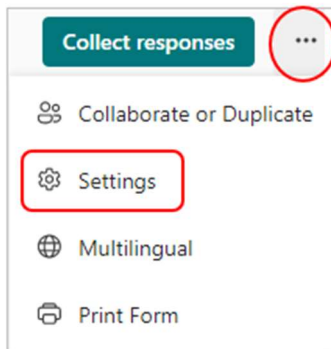 Collect responses
Collaborate or Duplicate
Settings
Multilingual
Print Form